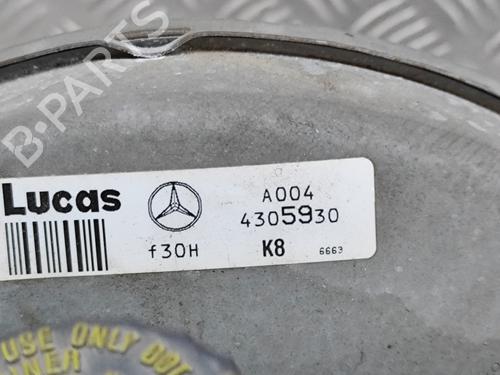 B-PARTS
Lucas
A004
4305930
f30H
K8
6663
USE ONLY DOT